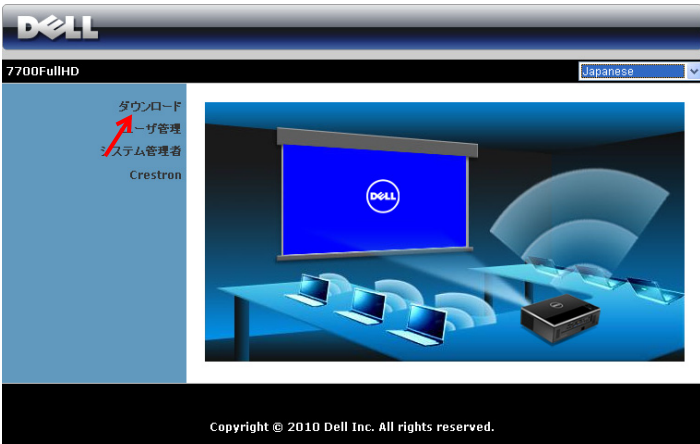 DELL
7700FullHD
Japanese
ダウンロード
ユーザ管理
システム管理者
Crestron
DELL
Copyright © 2010 Dell Inc. All rights reserved.